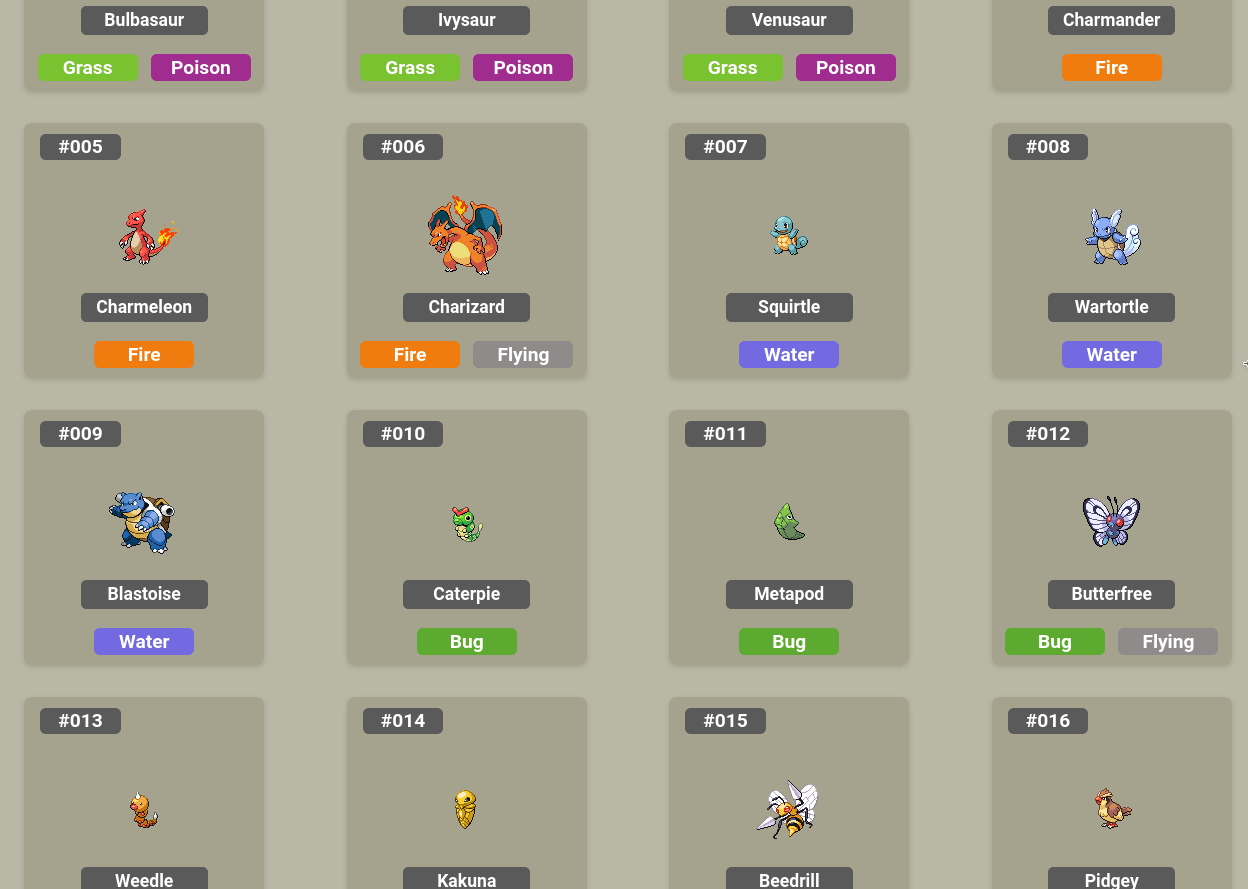 Bulbasaur Ivysaur Venusaur Charmander
Grass Poison Grass Poison Grass Poison Fire
#005 #006 #007 #008
Charmeleon Charizard Squirtle Wartortle
Fire Fire Flying Water Water
#009 #010 #011 #012
Blastoise Caterpie Metapod Butterfree
Water Bug Bug Bug Flying
#013 #014 #015 #016
Weedle Kakuna Beedrill Pidgey